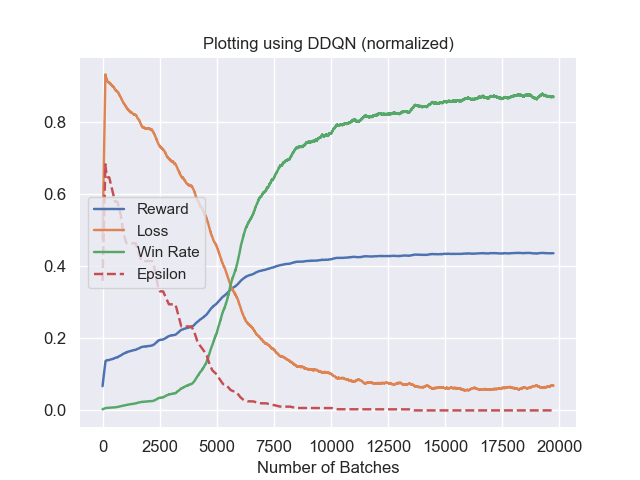 Plotting using DDQN (normalized)
0.8
0.6
0.4
0.2
0.0
Reward
Loss
Win Rate
Epsilon
0 2500 5000 7500 10000 12500 15000 17500 20000
Number of Batches